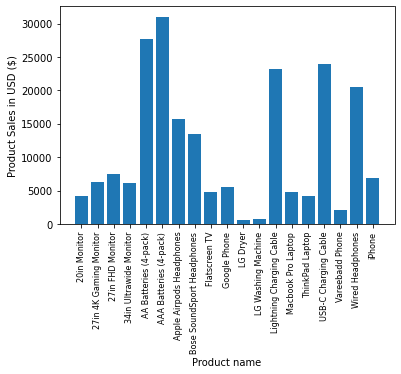 Product Sales in USD ($)
30000
25000
20000
15000
10000
5000
0
20in Monitor
27in 4K Gaming Monitor
27in FHD Monitor
34in Ultrawide Monitor
AA Batteries (4-pack)
AAA Batteries (4-pack)
Apple Airpods Headphones
Bose SoundSport Headphones
Flatscreen TV
Google Phone
LG Dryer
LG Washing Machine
Lightning Charging Cable
Macbook Pro Laptop
ThinkPad Laptop
USB-C Charging Cable
Vareebadd Phone
Wired Headphones
iPhone
Product name